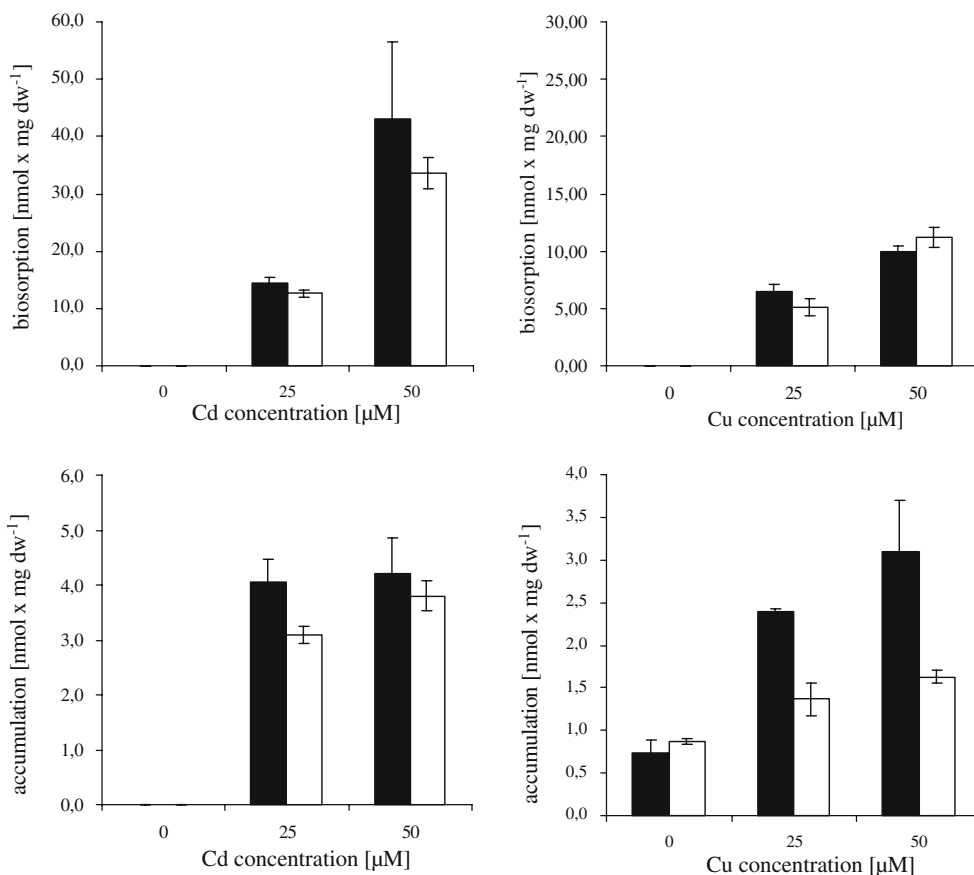 biosorption [nmol x mg dw⁻¹]
60,0
50,0
40,0
30,0
20,0
10,0
0,0
0 25 50
Cd concentration [µM]
biosorption [nmol x mg dw⁻¹]
30,00
25,00
20,00
15,00
10,00
5,00
0,00
0 25 50
Cu concentration [µM]
accumulation [nmol x mg dw⁻¹]
6,0
5,0
4,0
3,0
2,0
1,0
0,0
0 25 50
Cd concentration [µM]
accumulation [nmol x mg dw⁻¹]
4,0
3,5
3,0
2,5
2,0
1,5
1,0
0,5
0,0
0 25 50
Cu concentration [µM]